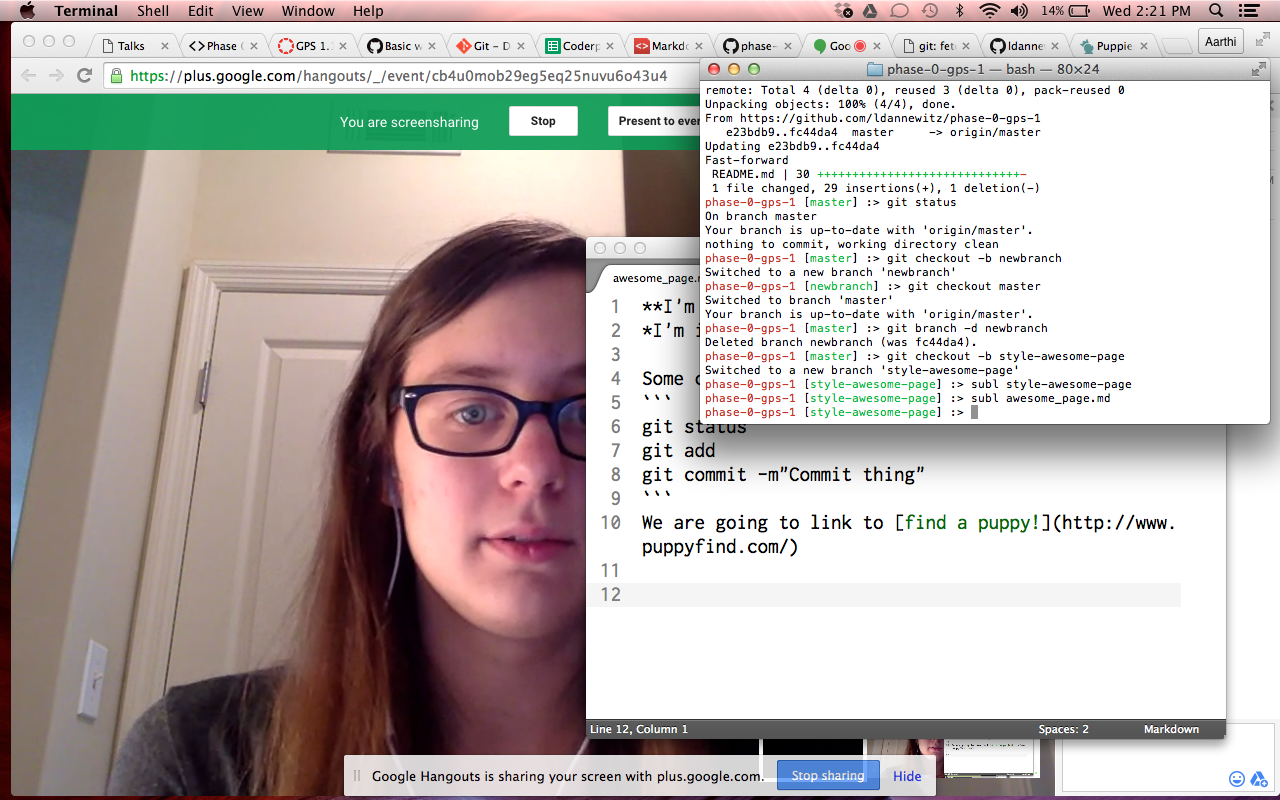 Terminal Shell Edit View Window Help 14% Wed 2:21 PM
Talks Phase GPS 1. Basic w Git – D Coderp Markd phase- Goo git: fet ldanne Puppie Aarthi
https://plus.google.com/hangouts/_/event/cb4u0mob29eg5eq25nuvu6o43u4
You are screensharing Stop Present to ever
phase-0-gps-1 — bash — 80×24
remote: Total 4 (delta 0), reused 3 (delta 0), pack-reused 0
Unpacking objects: 100% (4/4), done.
From https://github.com/ldannewitz/phase-0-gps-1
e23bdb9..fc44da4 master -> origin/master
Updating e23bdb9..fc44da4
Fast-forward
README.md | 30 +++++++++++++++++++++++++++++-
1 file changed, 29 insertions(+), 1 deletion(-)
phase-0-gps-1 [master] :> git status
On branch master
Your branch is up-to-date with 'origin/master'.
nothing to commit, working directory clean
phase-0-gps-1 [master] :> git checkout -b newbranch
Switched to a new branch 'newbranch'
phase-0-gps-1 [newbranch] :> git checkout master
Switched to branch 'master'
Your branch is up-to-date with 'origin/master'.
phase-0-gps-1 [master] :> git branch -d newbranch
Deleted branch newbranch (was fc44da4).
phase-0-gps-1 [master] :> git checkout -b style-awesome-page
Switched to a new branch 'style-awesome-page'
phase-0-gps-1 [style-awesome-page] :> subl style-awesome-page
phase-0-gps-1 [style-awesome-page] :> subl awesome_page.md
phase-0-gps-1 [style-awesome-page] :>
awesome_page.
1 **I'm
2 *I'm i
3
4 Some c
5 ```
6 git status
7 git add
8 git commit -m"Commit thing"
9 ```
10 We are going to link to [find a puppy!](http://www.
puppyfind.com/)
11
12
Line 12, Column 1 Spaces: 2 Markdown
Google Hangouts is sharing your screen with plus.google.com. Stop sharing Hide